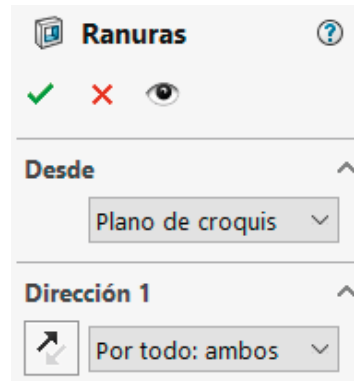 Ranuras
?
Desde
Plano de croquis
Dirección 1
Por todo: ambos